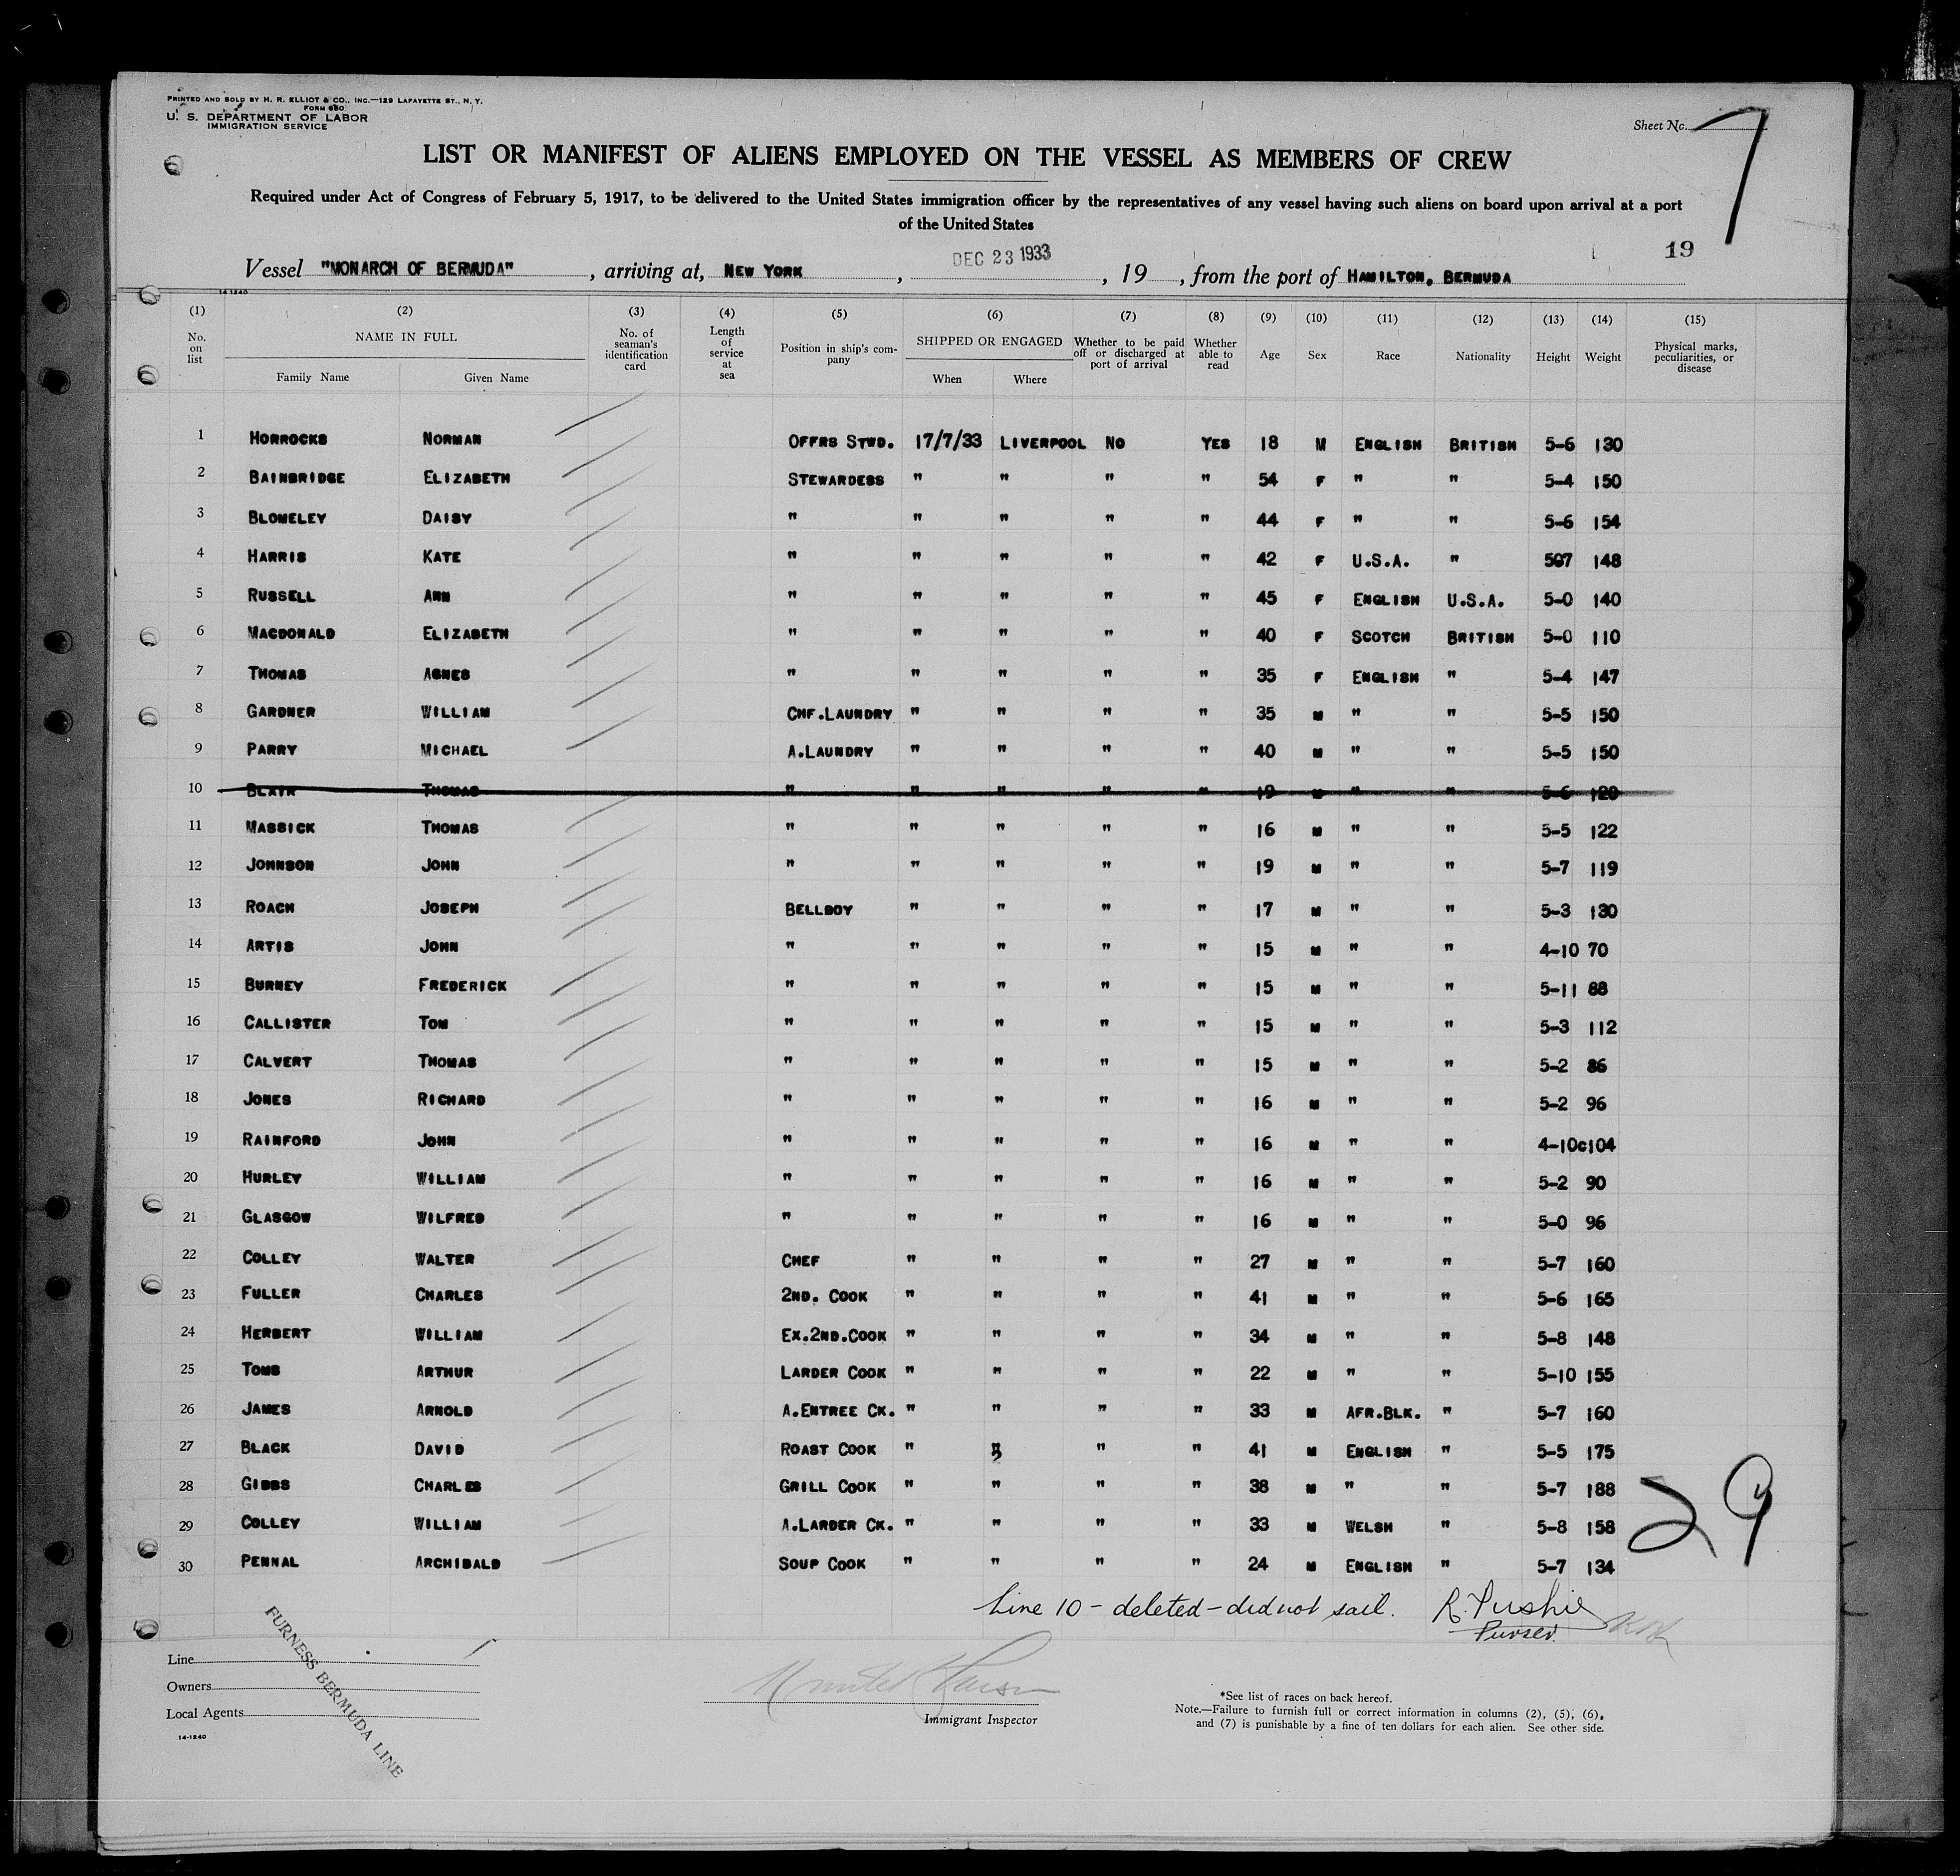 PRINTED AND SOLD BY H. R. ELLIOT & CO., INC.—129 LAFAYETTE ST., N. Y.
FORM 680
U. S. DEPARTMENT OF LABOR
IMMIGRATION SERVICE
Sheet No. 7
LIST OR MANIFEST OF ALIENS EMPLOYED ON THE VESSEL AS MEMBERS OF CREW
Required under Act of Congress of February 5, 1917, to be delivered to the United States immigration officer by the representatives of any vessel having such aliens on board upon arrival at a port
of the United States
19
Vessel "MONARCH OF BERMUDA", arriving at, NEW YORK, DEC 23 1933, 19, from the port of HAMILTON, BERMUDA
14-1240
(1) (2) (3) (4) (5) (6) (7) (8) (9) (10) (11) (12) (13) (14) (15)
No. on list NAME IN FULL Family Name Given Name No. of seaman's identification card Length of service at sea Position in ship's company SHIPPED OR ENGAGED When Where Whether to be paid off or discharged at port of arrival Whether able to read Age Sex Race Nationality Height Weight Physical marks, peculiarities, or disease
1 HORROCKS NORMAN OFFRS STWD. 17/7/33 LIVERPOOL NO YES 18 M ENGLISH BRITISH 5-6 130
2 BAINBRIDGE ELIZABETH STEWARDESS " " " " 54 F " " 5-4 150
3 BLOMELEY DAISY " " " " " 44 F " " 5-6 154
4 HARRIS KATE " " " " " 42 F U.S.A. " 507 148
5 RUSSELL ANN " " " " " 45 F ENGLISH U.S.A. 5-0 140
6 MACDONALD ELIZABETH " " " " " 40 F SCOTCH BRITISH 5-0 110
7 THOMAS AGNES " " " " " 35 F ENGLISH " 5-4 147
8 GARDNER WILLIAM CHF.LAUNDRY " " " " 35 M " " 5-5 150
9 PARRY MICHAEL A.LAUNDRY " " " " 40 M " " 5-5 150
10 BLAIR THOMAS " " " " " 19 M " " 5-6 120
11 MASSICK THOMAS " " " " " 16 M " " 5-5 122
12 JOHNSON JOHN " " " " " 19 M " " 5-7 119
13 ROACH JOSEPH BELLBOY " " " " 17 M " " 5-3 130
14 ARTIS JOHN " " " " " 15 M " " 4-10 70
15 BURNEY FREDERICK " " " " " 15 M " " 5-11 88
16 CALLISTER TOM " " " " " 15 M " " 5-3 112
17 CALVERT THOMAS " " " " " 15 M " " 5-2 86
18 JONES RICHARD " " " " " 16 M " " 5-2 96
19 RAINFORD JOHN " " " " " 16 M " " 4-10c104
20 HURLEY WILLIAM " " " " " 16 M " " 5-2 90
21 GLASGOW WILFRED " " " " " 16 M " " 5-0 96
22 COLLEY WALTER CHEF " " " " 27 M " " 5-7 160
23 FULLER CHARLES 2ND. COOK " " " " 41 M " " 5-6 165
24 HERBERT WILLIAM EX.2ND.COOK " " " " 34 M " " 5-8 148
25 TOMS ARTHUR LARDER COOK " " " " 22 M " " 5-10 155
26 JAMES ARNOLD A.ENTREE CK. " " " " 33 M AFR.BLK. " 5-7 160
27 BLACK DAVID ROAST COOK " " " " 41 M ENGLISH " 5-5 175
28 GIBBS CHARLES GRILL COOK " " " " 38 M " " 5-7 188
29 COLLEY WILLIAM A.LARDER CK. " " " " 33 M WELSH " 5-8 158
30 PENNAL ARCHIBALD SOUP COOK " " " " 24 M ENGLISH " 5-7 134
29
Line 10 - deleted - did not sail. R. Pushie
Purser.
Line
Owners
Local Agents
14-1240
FURNESS BERMUDA LINE
Immigrant Inspector
*See list of races on back hereof.
Note.—Failure to furnish full or correct information in columns (2), (5), (6),
and (7) is punishable by a fine of ten dollars for each alien. See other side.